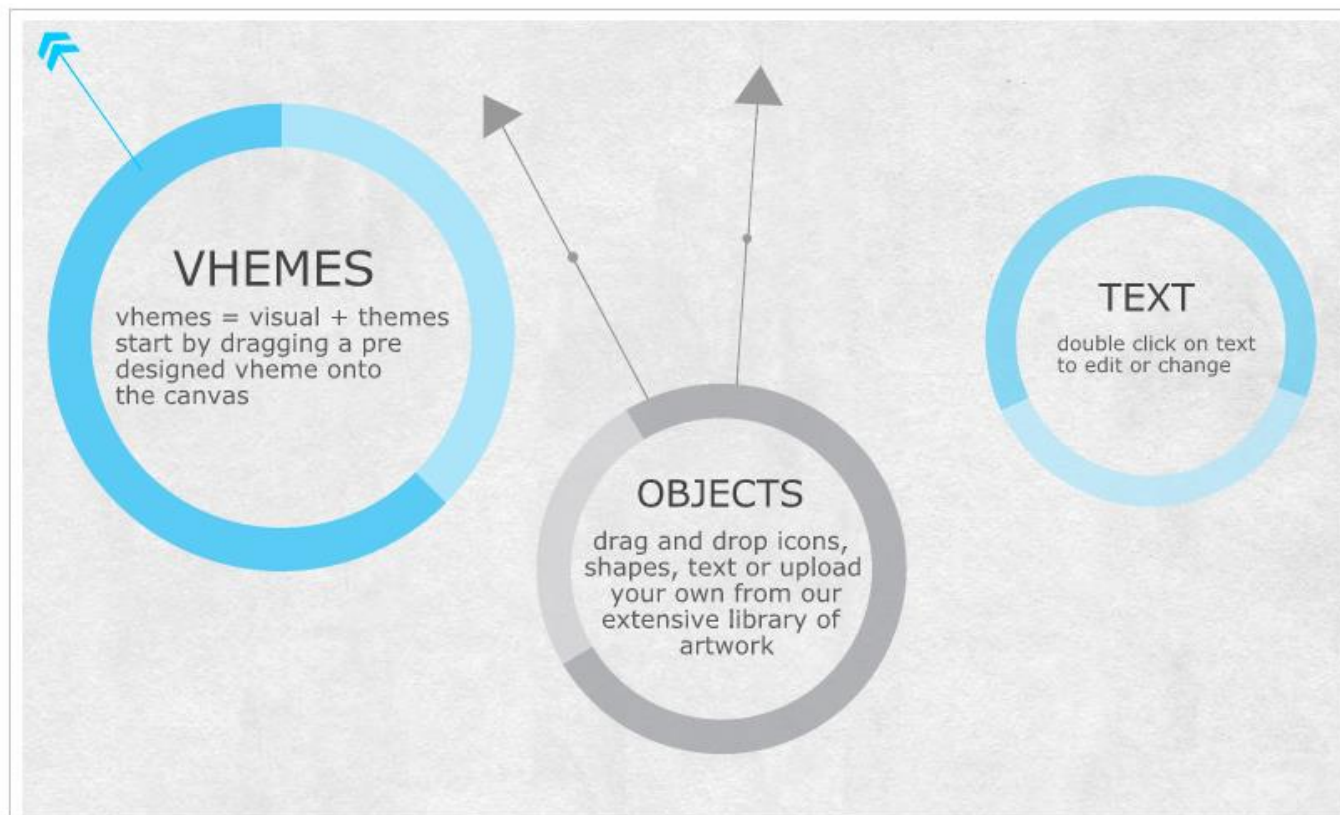 VHEMES
vhemes = visual + themes
start by dragging a pre
designed vheme onto
the canvas
OBJECTS
drag and drop icons,
shapes, text or upload
your own from our
extensive library of
artwork
TEXT
double click on text
to edit or change